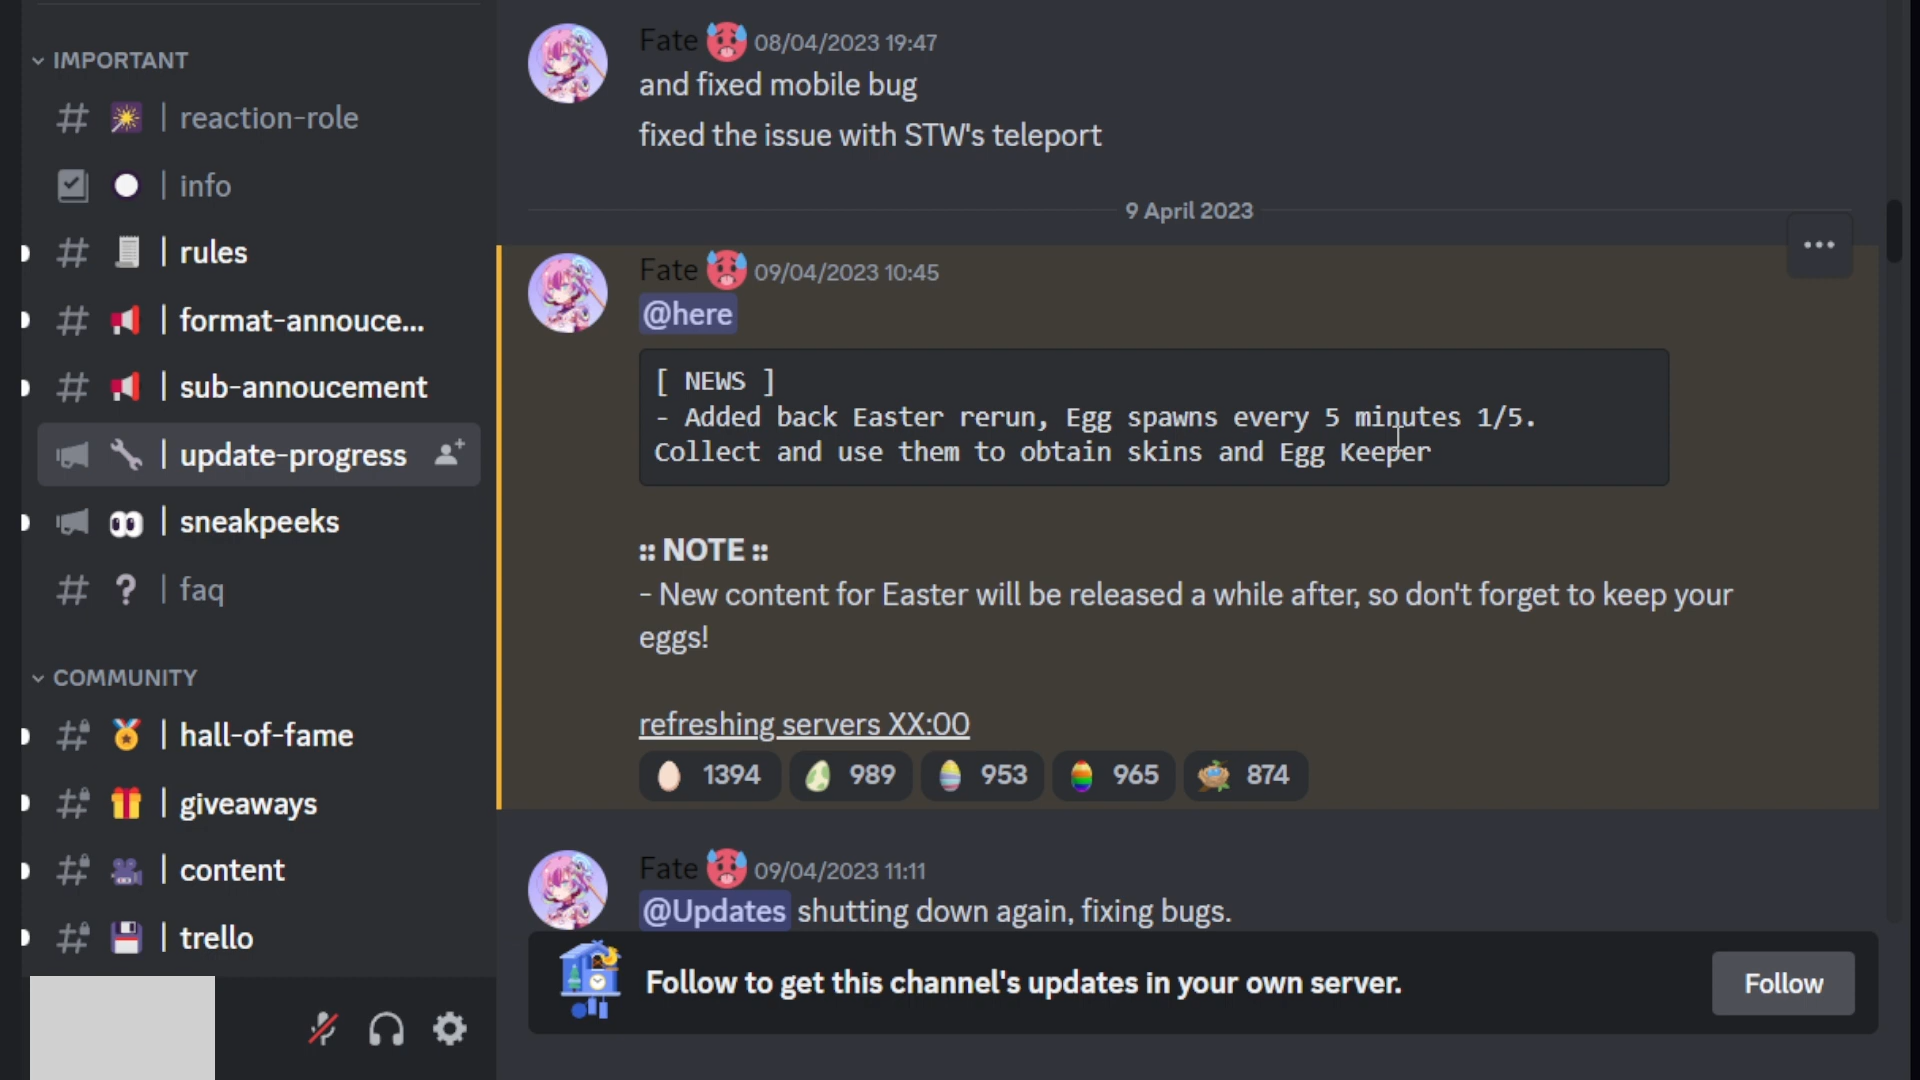 IMPORTANT
| reaction-role
| info
| rules
| format-annouce...
| sub-annoucement
| update-progress
| sneakpeeks
| faq
COMMUNITY
| hall-of-fame
| giveaways
| content
| trello
Fate 08/04/2023 19:47
and fixed mobile bug
fixed the issue with STW's teleport
9 April 2023
Fate 09/04/2023 10:45
@here
[ NEWS ]
- Added back Easter rerun, Egg spawns every 5 minutes 1/5.
Collect and use them to obtain skins and Egg Keeper
:: NOTE ::
- New content for Easter will be released a while after, so don't forget to keep your
eggs!
refreshing servers XX:00
1394 989 953 965 874
Fate 09/04/2023 11:11
@Updates shutting down again, fixing bugs.
Follow to get this channel's updates in your own server.
Follow